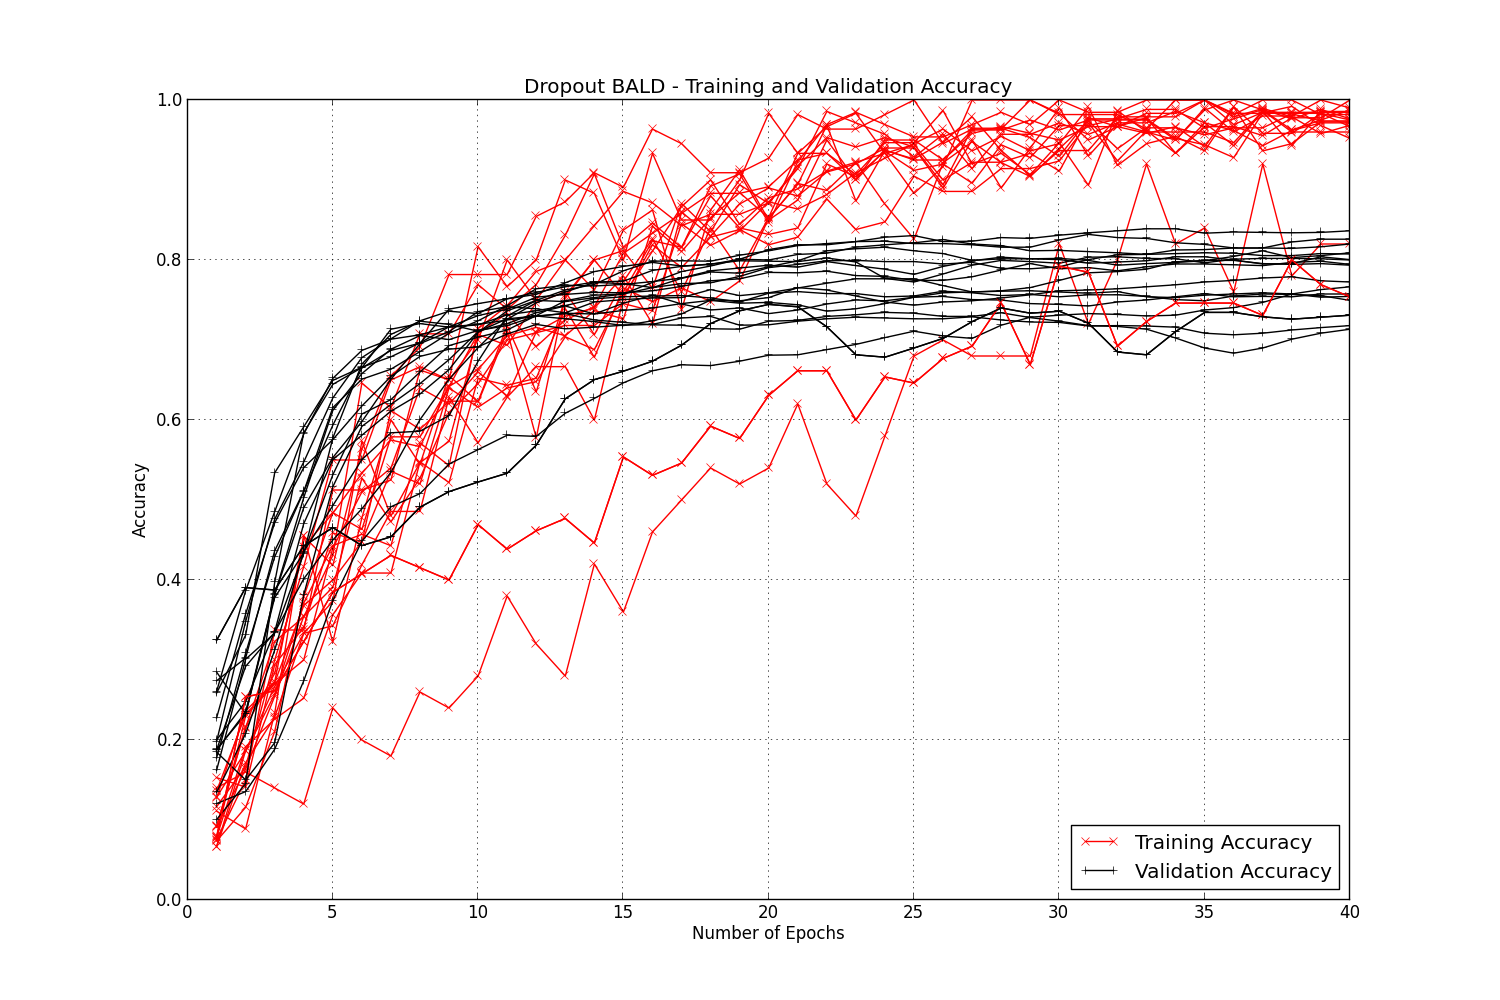 Dropout BALD - Training and Validation Accuracy
1.0
0.8
0.6
0.4
0.2
0.0
Accuracy
0 5 10 15 20 25 30 35 40
Number of Epochs
Training Accuracy
Validation Accuracy